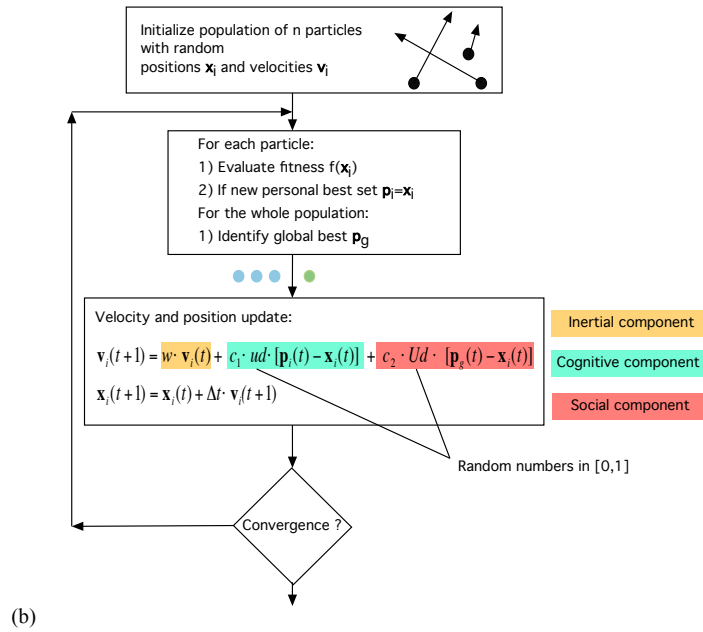 Initialize population of n particles
with random
positions xᵢ and velocities vᵢ
For each particle:
1) Evaluate fitness f(xᵢ)
2) If new personal best set pᵢ=xᵢ
For the whole population:
1) Identify global best p_g
Velocity and position update:
vᵢ(t+1) = w· vᵢ(t) + c₁· ud· [pᵢ(t) − xᵢ(t)] + c₂ · Ud · [p_g(t) − xᵢ(t)]
xᵢ(t+1) = xᵢ(t) + Δt· vᵢ(t+1)
Inertial component
Cognitive component
Social component
Random numbers in [0,1]
Convergence ?
(b)